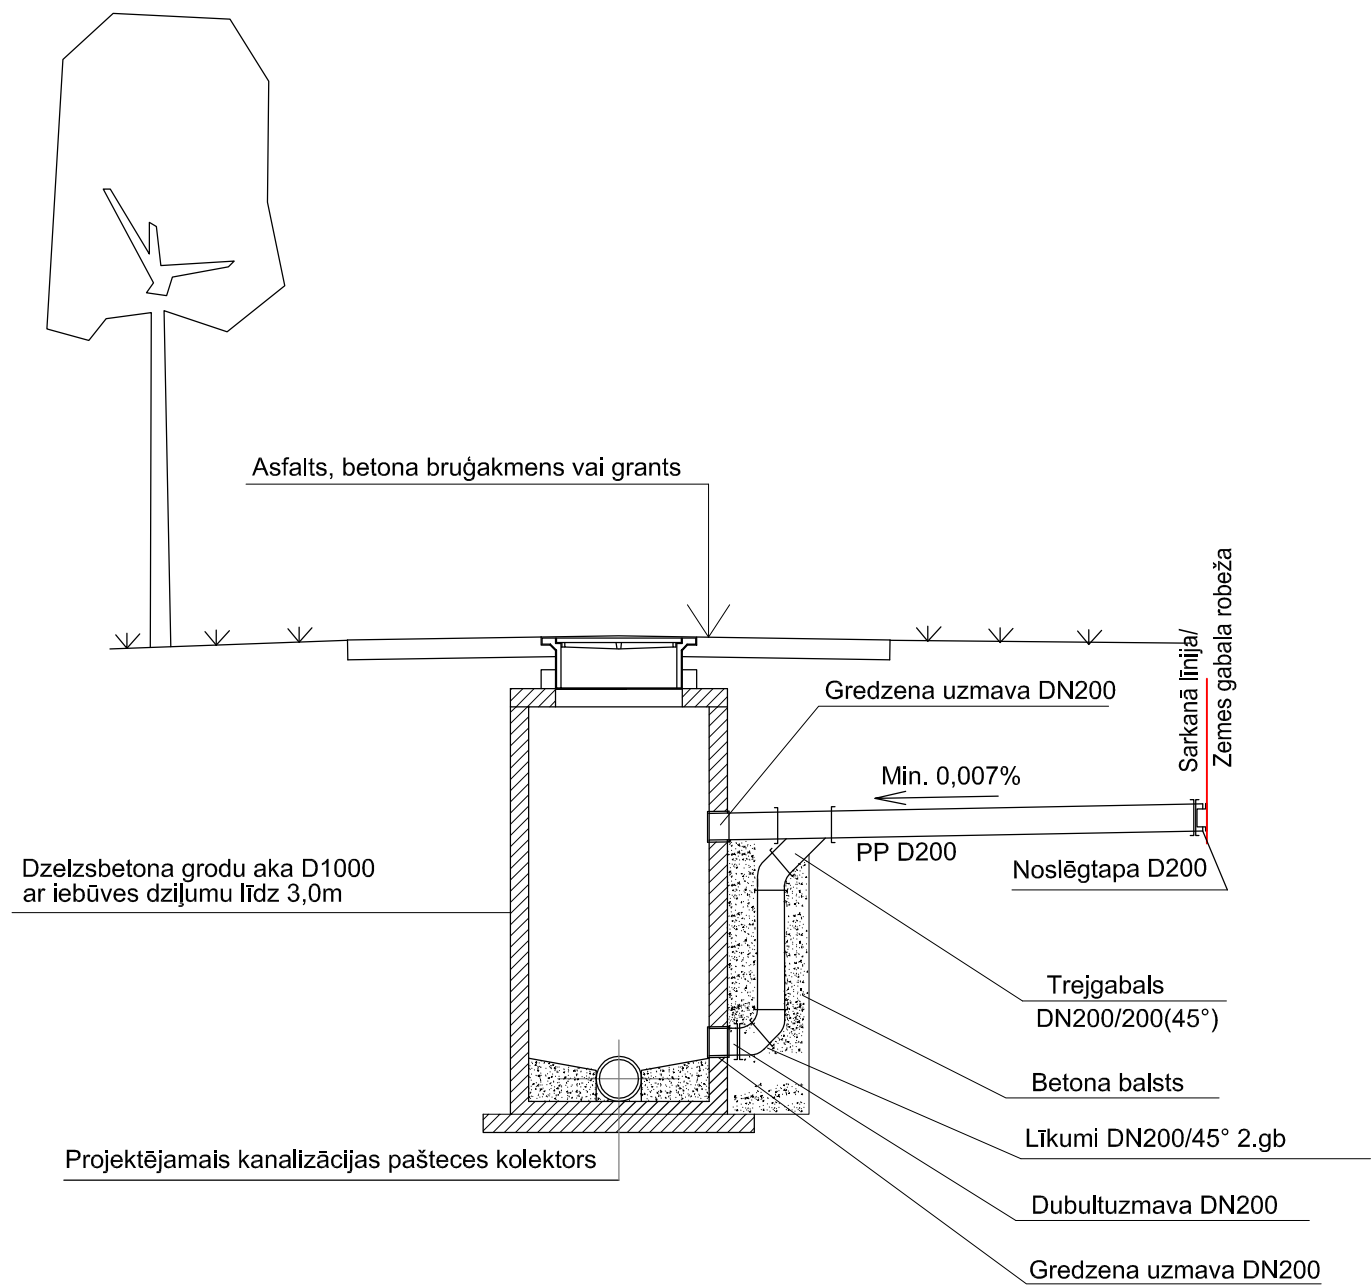 Asfalts, betona bruģakmens vai grants
Sarkanā līnija/
Zemes gabala robeža
Gredzena uzmava DN200
Min. 0,007%
PP D200
Noslēgtapa D200
Dzelzsbetona grodu aka D1000
ar iebūves dziļumu līdz 3,0m
Trejgabals
DN200/200(45°)
Betona balsts
Līkumi DN200/45° 2.gb
Projektējamais kanalizācijas pašteces kolektors
Dubultuzmava DN200
Gredzena uzmava DN200